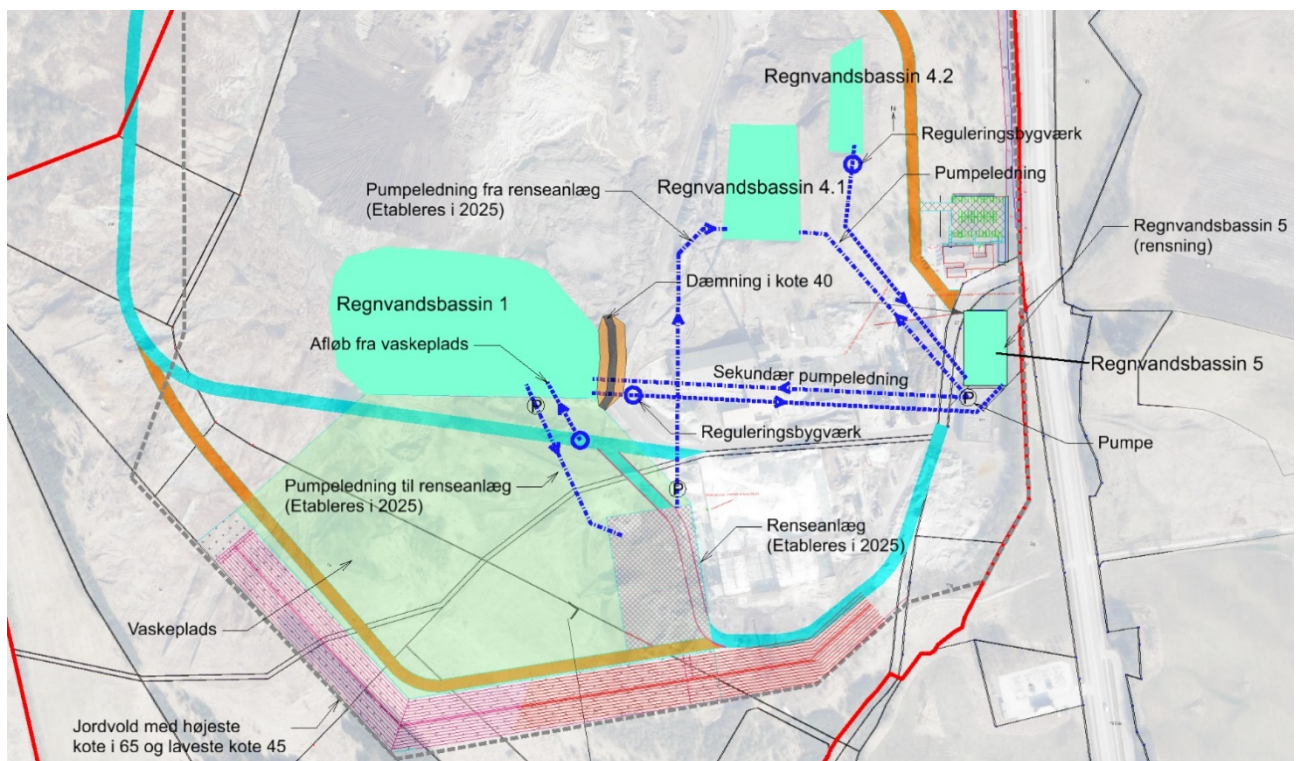 Regnvandsbassin 4.2
Reguleringsbygværk
Pumpeledning
Pumpeledning fra renseanlæg
(Etableres i 2025)
Regnvandsbassin 4.1
Regnvandsbassin 5
(rensning)
Dæmning i kote 40
Regnvandsbassin 1
Afløb fra vaskeplads
Sekundær pumpeledning
Regnvandsbassin 5
P
P
Reguleringsbygværk
Pumpe
Pumpeledning til renseanlæg
(Etableres i 2025)
P
Renseanlæg
(Etableres i 2025)
Vaskeplads
Jordvold med højeste
kote i 65 og laveste kote 45